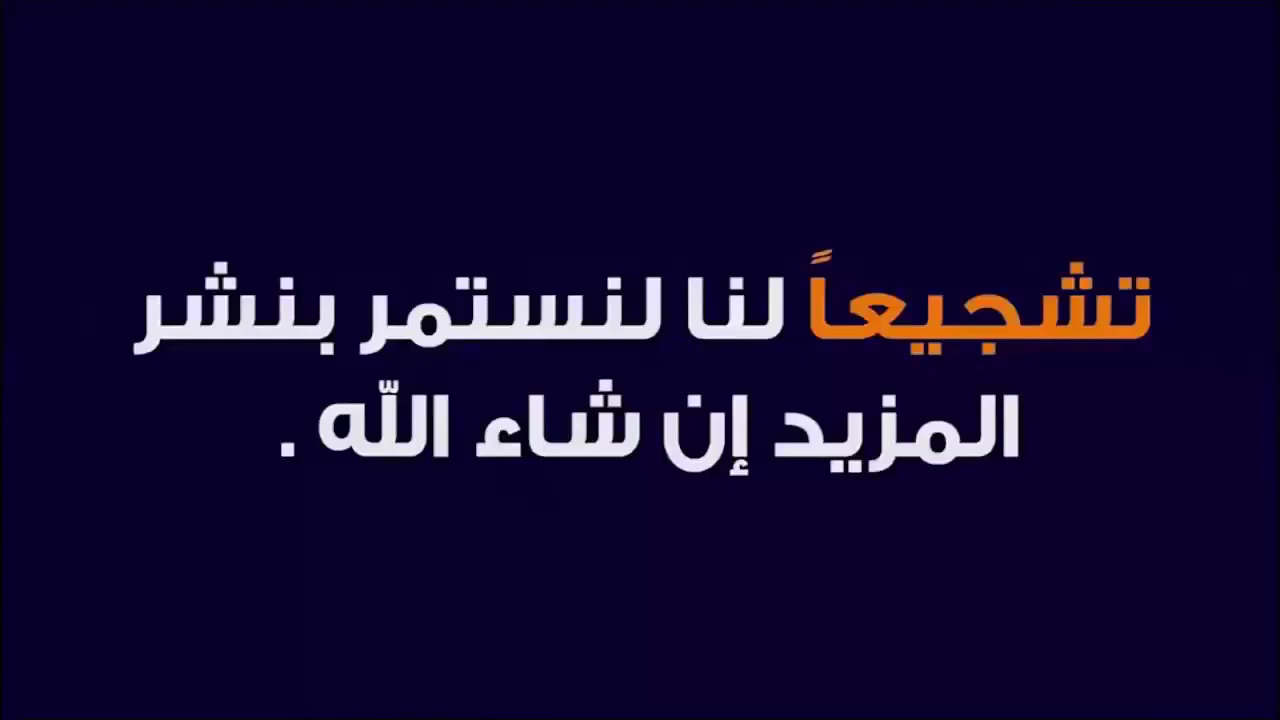 تشجيعاً لنا لنستمر بنشر
المزيد إن شاء الله .